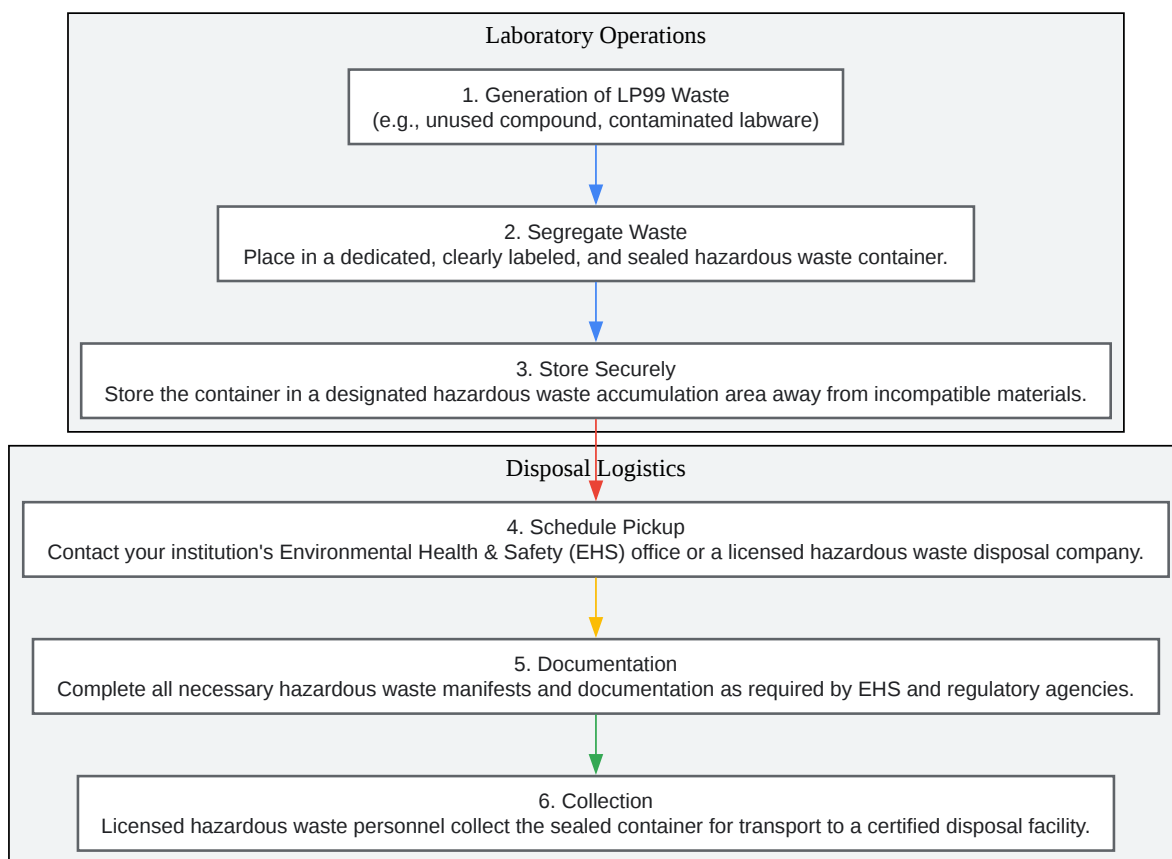 Laboratory Operations
1. Generation of LP99 Waste
(e.g., unused compound, contaminated labware)
2. Segregate Waste
Place in a dedicated, clearly labeled, and sealed hazardous waste container.
3. Store Securely
Store the container in a designated hazardous waste accumulation area away from incompatible materials.
Disposal Logistics
4. Schedule Pickup
Contact your institution's Environmental Health & Safety (EHS) office or a licensed hazardous waste disposal company.
5. Documentation
Complete all necessary hazardous waste manifests and documentation as required by EHS and regulatory agencies.
6. Collection
Licensed hazardous waste personnel collect the sealed container for transport to a certified disposal facility.